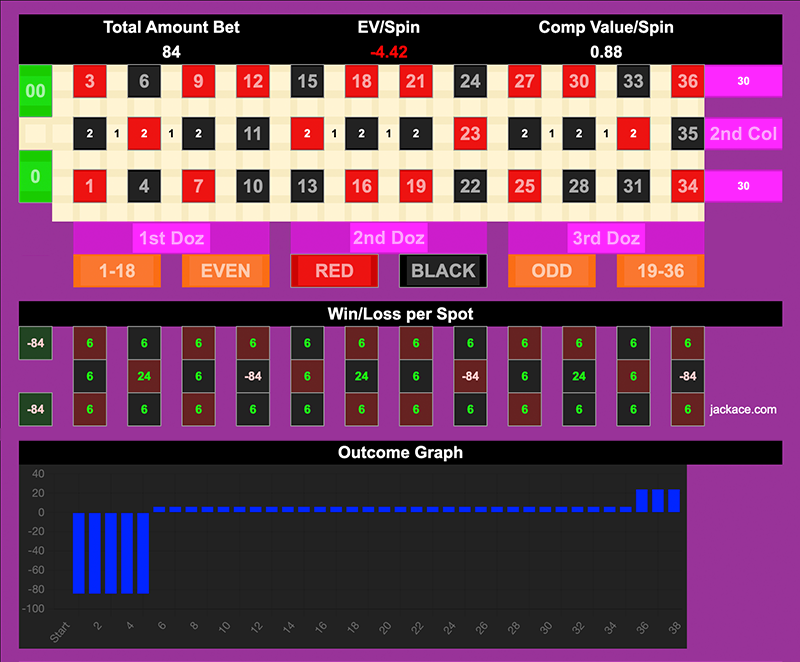 Total Amount Bet EV/Spin Comp Value/Spin
84 -4.42 0.88
00 3 6 9 12 15 18 21 24 27 30 33 36 30
2 1 2 1 2 11 2 1 2 1 2 23 2 1 2 1 2 35 2nd Col
0 1 4 7 10 13 16 19 22 25 28 31 34 30
1st Doz 2nd Doz 3rd Doz
1-18 EVEN RED BLACK ODD 19-36
Win/Loss per Spot
-84 6 6 6 6 6 6 6 6 6 6 6 6
6 24 6 -84 6 24 6 -84 6 24 6 -84
-84 6 6 6 6 6 6 6 6 6 6 6 6 jackace.com
Outcome Graph
40
20
0
-20
-40
-60
-80
-100
Start 2 4 6 8 10 12 14 16 18 20 22 24 26 28 30 32 34 36 38